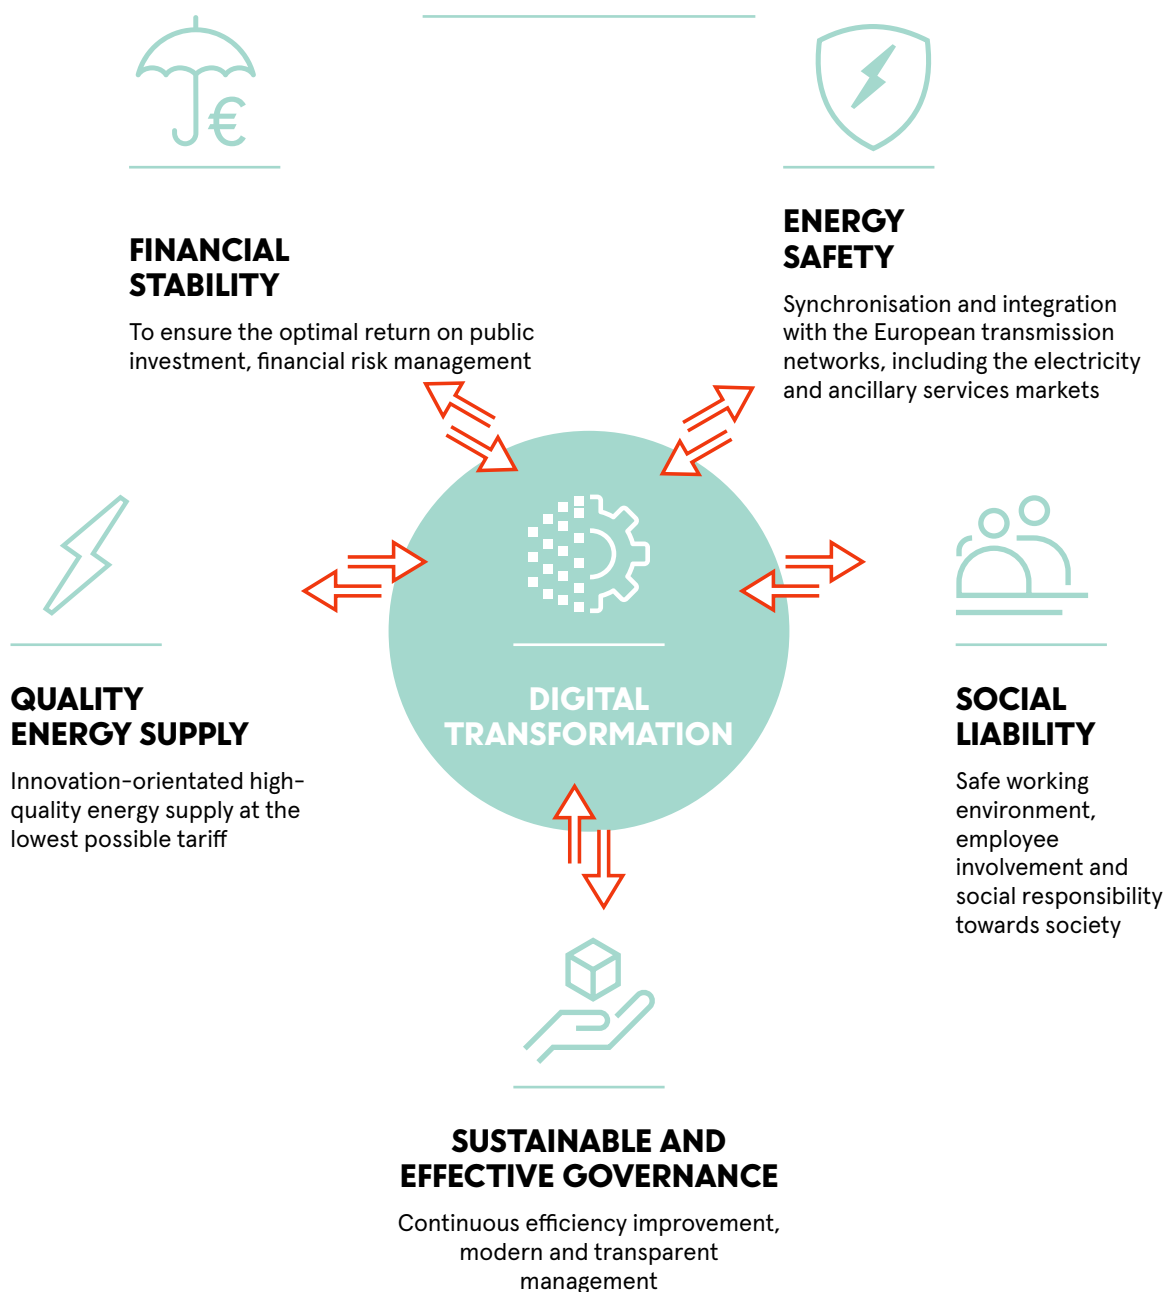 FINANCIAL
STABILITY
To ensure the optimal return on public
investment, financial risk management
ENERGY
SAFETY
Synchronisation and integration
with the European transmission
networks, including the electricity
and ancillary services markets
QUALITY
ENERGY SUPPLY
Innovation-orientated high-
quality energy supply at the
lowest possible tariff
DIGITAL
TRANSFORMATION
SOCIAL
LIABILITY
Safe working
environment,
employee
involvement and
social responsibility
towards society
SUSTAINABLE AND
EFFECTIVE GOVERNANCE
Continuous efficiency improvement,
modern and transparent
management